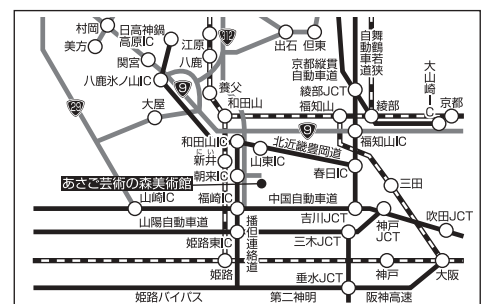 村岡
日高神鍋
高原IC
江原
312
出石
但東
美方
関宮
八鹿
京都縦貫
自動車道
舞鶴若狭
自動車道
大山崎IC
八鹿氷ノ山IC
9
養父
綾部JCT
29
大屋
和田山
福知山
綾部
京都
9
和田山IC
北近畿豊岡道
福知山IC
にい
新井
山東IC
朝来IC
春日IC
あさご芸術の森美術館
三田
山崎IC
福崎IC
中国自動車道
山陽自動車道
播但連絡道
吉川JCT
神戸
JCT
吹田JCT
姫路東IC
三木JCT
姫路
神戸
大阪
垂水JCT
姫路バイパス
第二神明
阪神高速